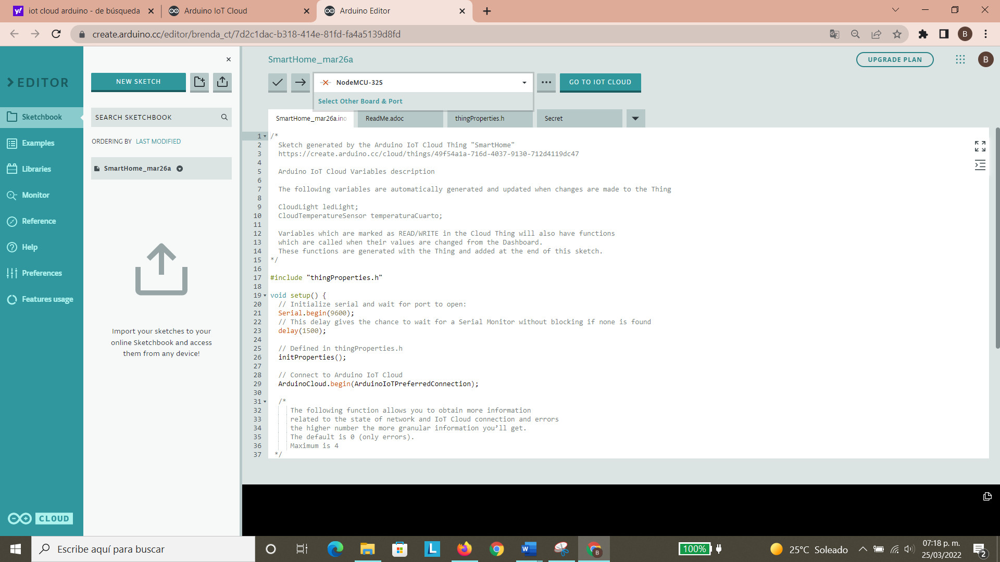 iot cloud arduino - de búsqueda
Arduino IoT Cloud
Arduino Editor
create.arduino.cc/editor/brenda_ct/7d2c1dac-b318-414e-81fd-fa4a5139d8fd
B
EDITOR
NEW SKETCH
SmartHome_mar26a
UPGRADE PLAN
B
NodeMCU-32S
GO TO IOT CLOUD
Select Other Board & Port
Sketchbook
Examples
Libraries
Monitor
Reference
Help
Preferences
Features usage
CLOUD
SEARCH SKETCHBOOK
ORDERING BY LAST MODIFIED
SmartHome_mar26a
Import your sketches to your
online Sketchbook and access
them from any device!
SmartHome_mar26a.ino
ReadMe.adoc
thingProperties.h
Secret
1 /*
2 Sketch generated by the Arduino IoT Cloud Thing "SmartHome"
3 https://create.arduino.cc/cloud/things/49f54a1a-716d-4037-9130-712d4119dc47
4
5 Arduino IoT Cloud Variables description
6
7 The following variables are automatically generated and updated when changes are made to the Thing
8
9 CloudLight ledLight;
10 CloudTemperatureSensor temperaturaCuarto;
11
12 Variables which are marked as READ/WRITE in the Cloud Thing will also have functions
13 which are called when their values are changed from the Dashboard.
14 These functions are generated with the Thing and added at the end of this sketch.
15 */
16
17 #include "thingProperties.h"
18
19 void setup() {
20 // Initialize serial and wait for port to open:
21 Serial.begin(9600);
22 // This delay gives the chance to wait for a Serial Monitor without blocking if none is found
23 delay(1500);
24
25 // Defined in thingProperties.h
26 initProperties();
27
28 // Connect to Arduino IoT Cloud
29 ArduinoCloud.begin(ArduinoIoTPreferredConnection);
30
31 /*
32 The following function allows you to obtain more information
33 related to the state of network and IoT Cloud connection and errors
34 the higher number the more granular information you’ll get.
35 The default is 0 (only errors).
36 Maximum is 4
37 */
Escribe aquí para buscar
100%
25°C Soleado
07:18 p. m.
25/03/2022
2